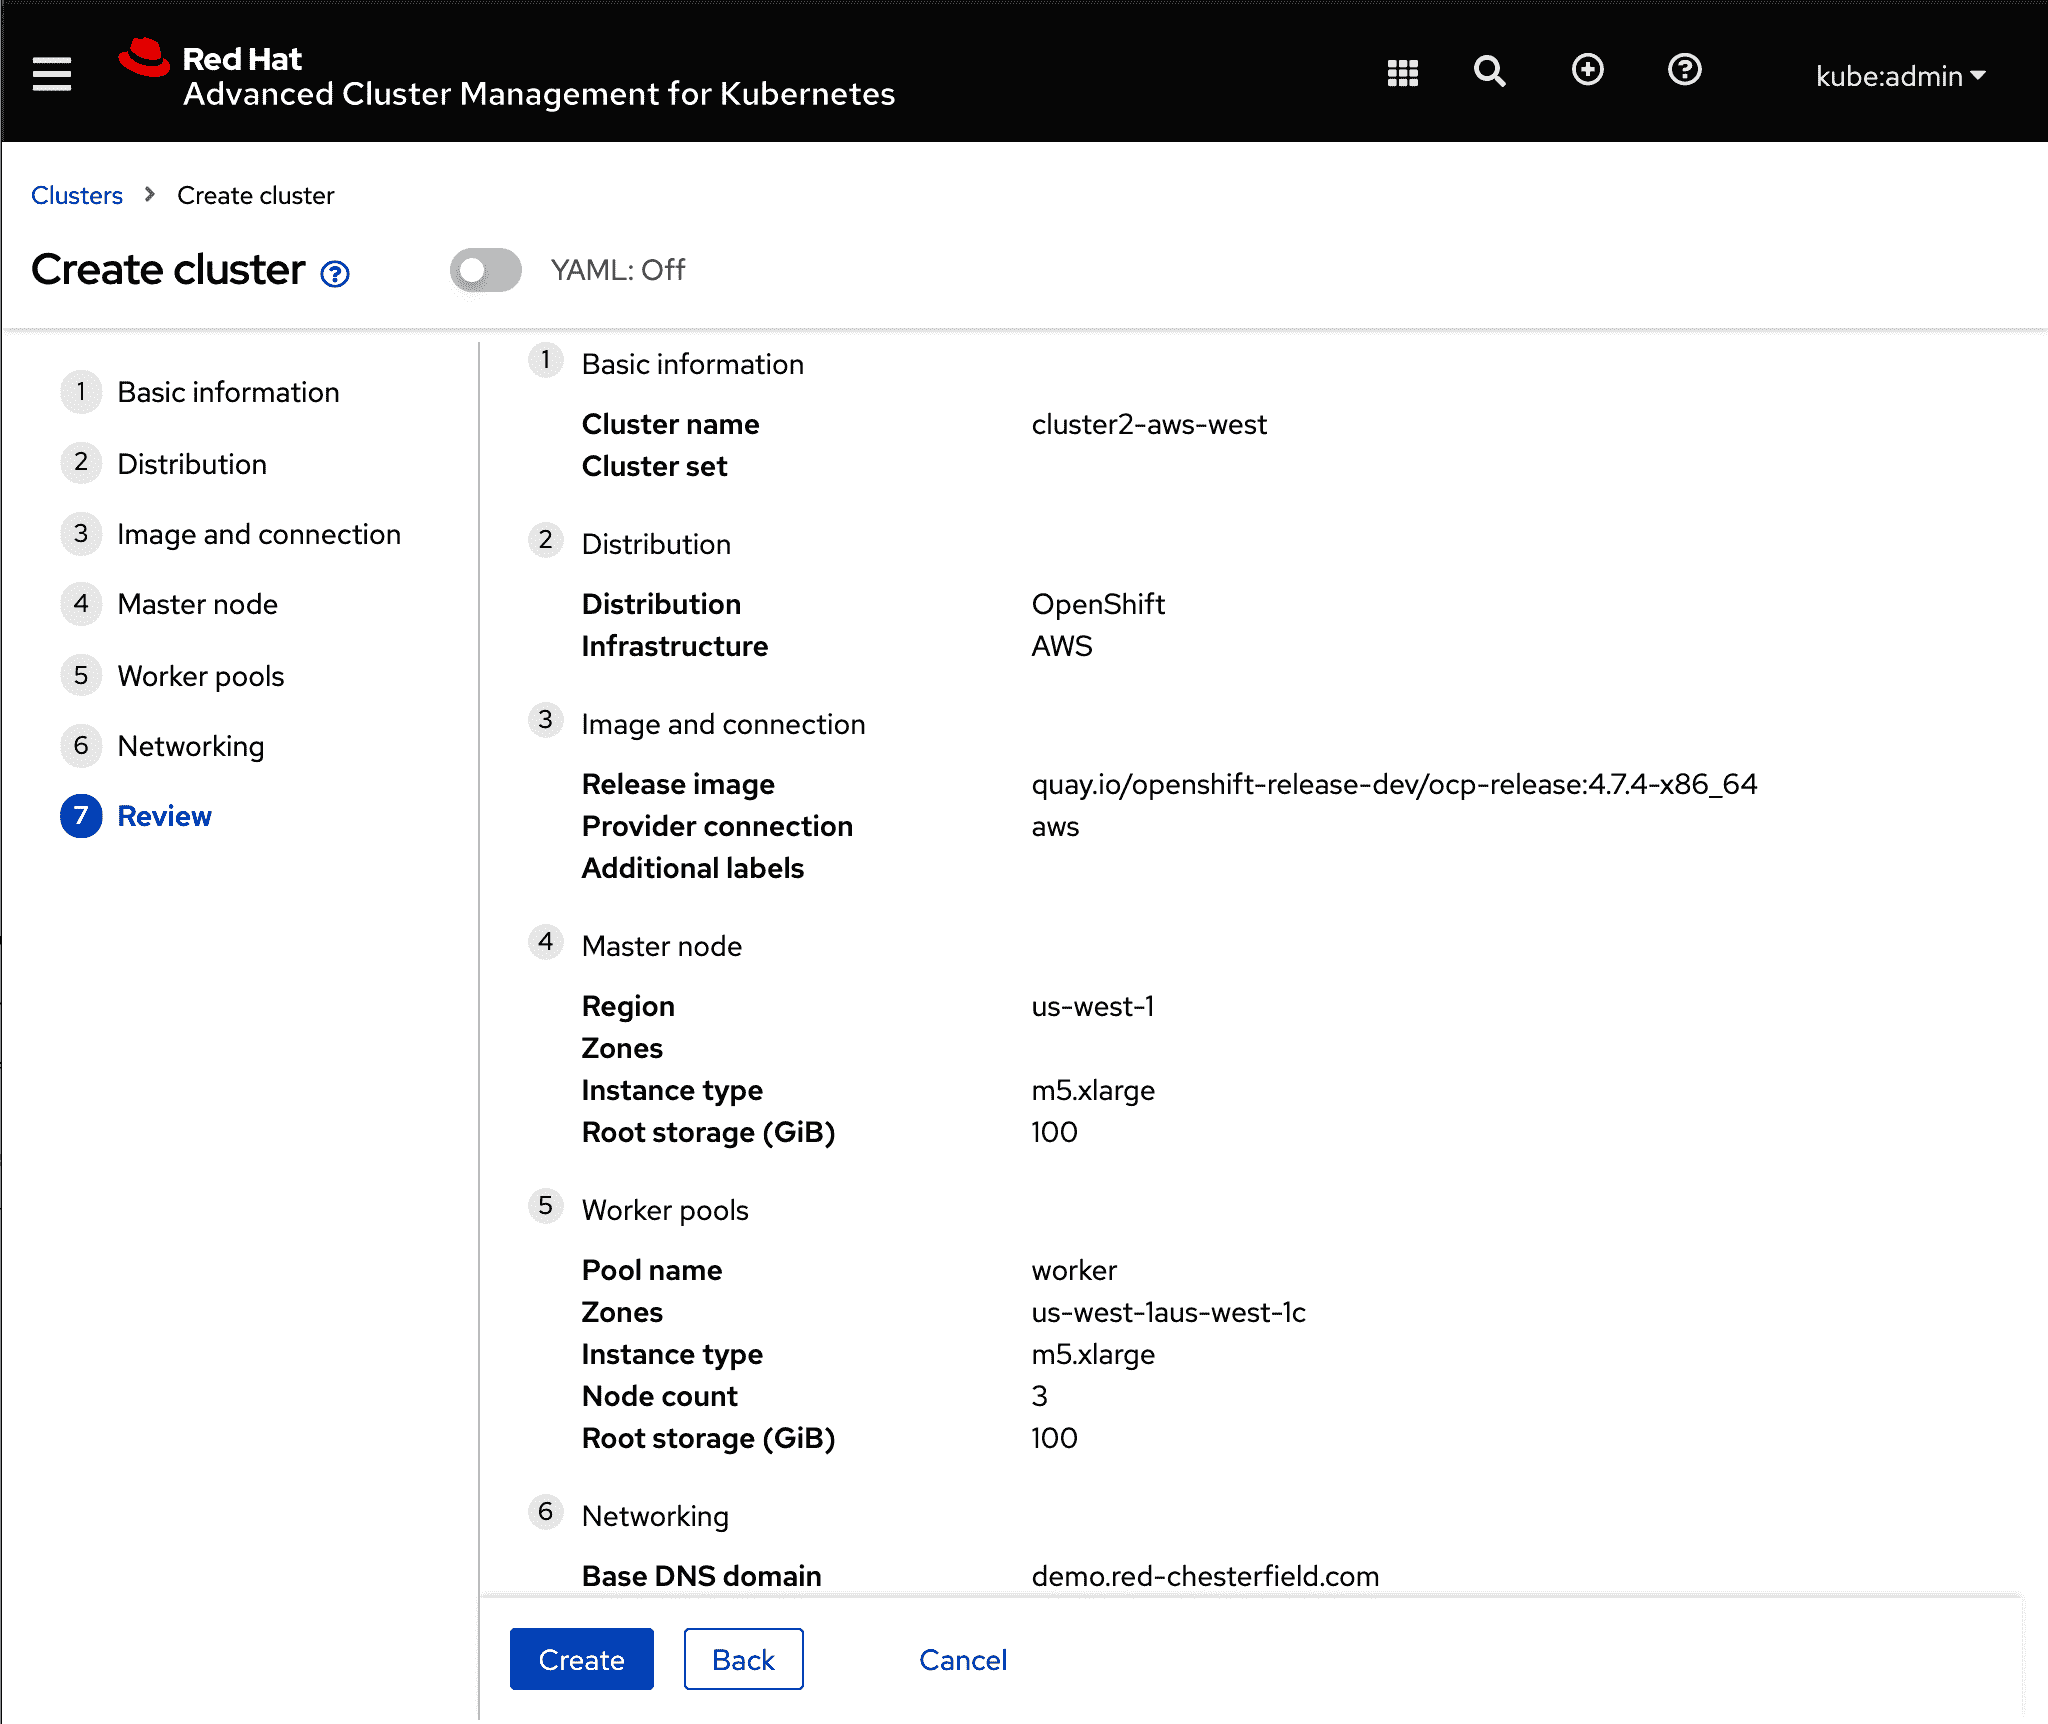 Red Hat
Advanced Cluster Management for Kubernetes
kube:admin
Clusters > Create cluster
Create cluster ? YAML: Off
1 Basic information
2 Distribution
3 Image and connection
4 Master node
5 Worker pools
6 Networking
7 Review
1 Basic information
Cluster name cluster2-aws-west
Cluster set
2 Distribution
Distribution OpenShift
Infrastructure AWS
3 Image and connection
Release image quay.io/openshift-release-dev/ocp-release:4.7.4-x86_64
Provider connection aws
Additional labels
4 Master node
Region us-west-1
Zones
Instance type m5.xlarge
Root storage (GiB) 100
5 Worker pools
Pool name worker
Zones us-west-1aus-west-1c
Instance type m5.xlarge
Node count 3
Root storage (GiB) 100
6 Networking
Base DNS domain demo.red-chesterfield.com
Create Back Cancel